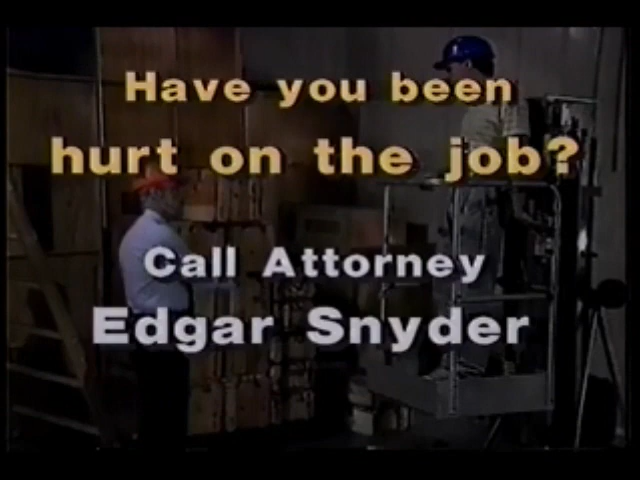 Have you been
hurt on the job?
Call Attorney
Edgar Snyder